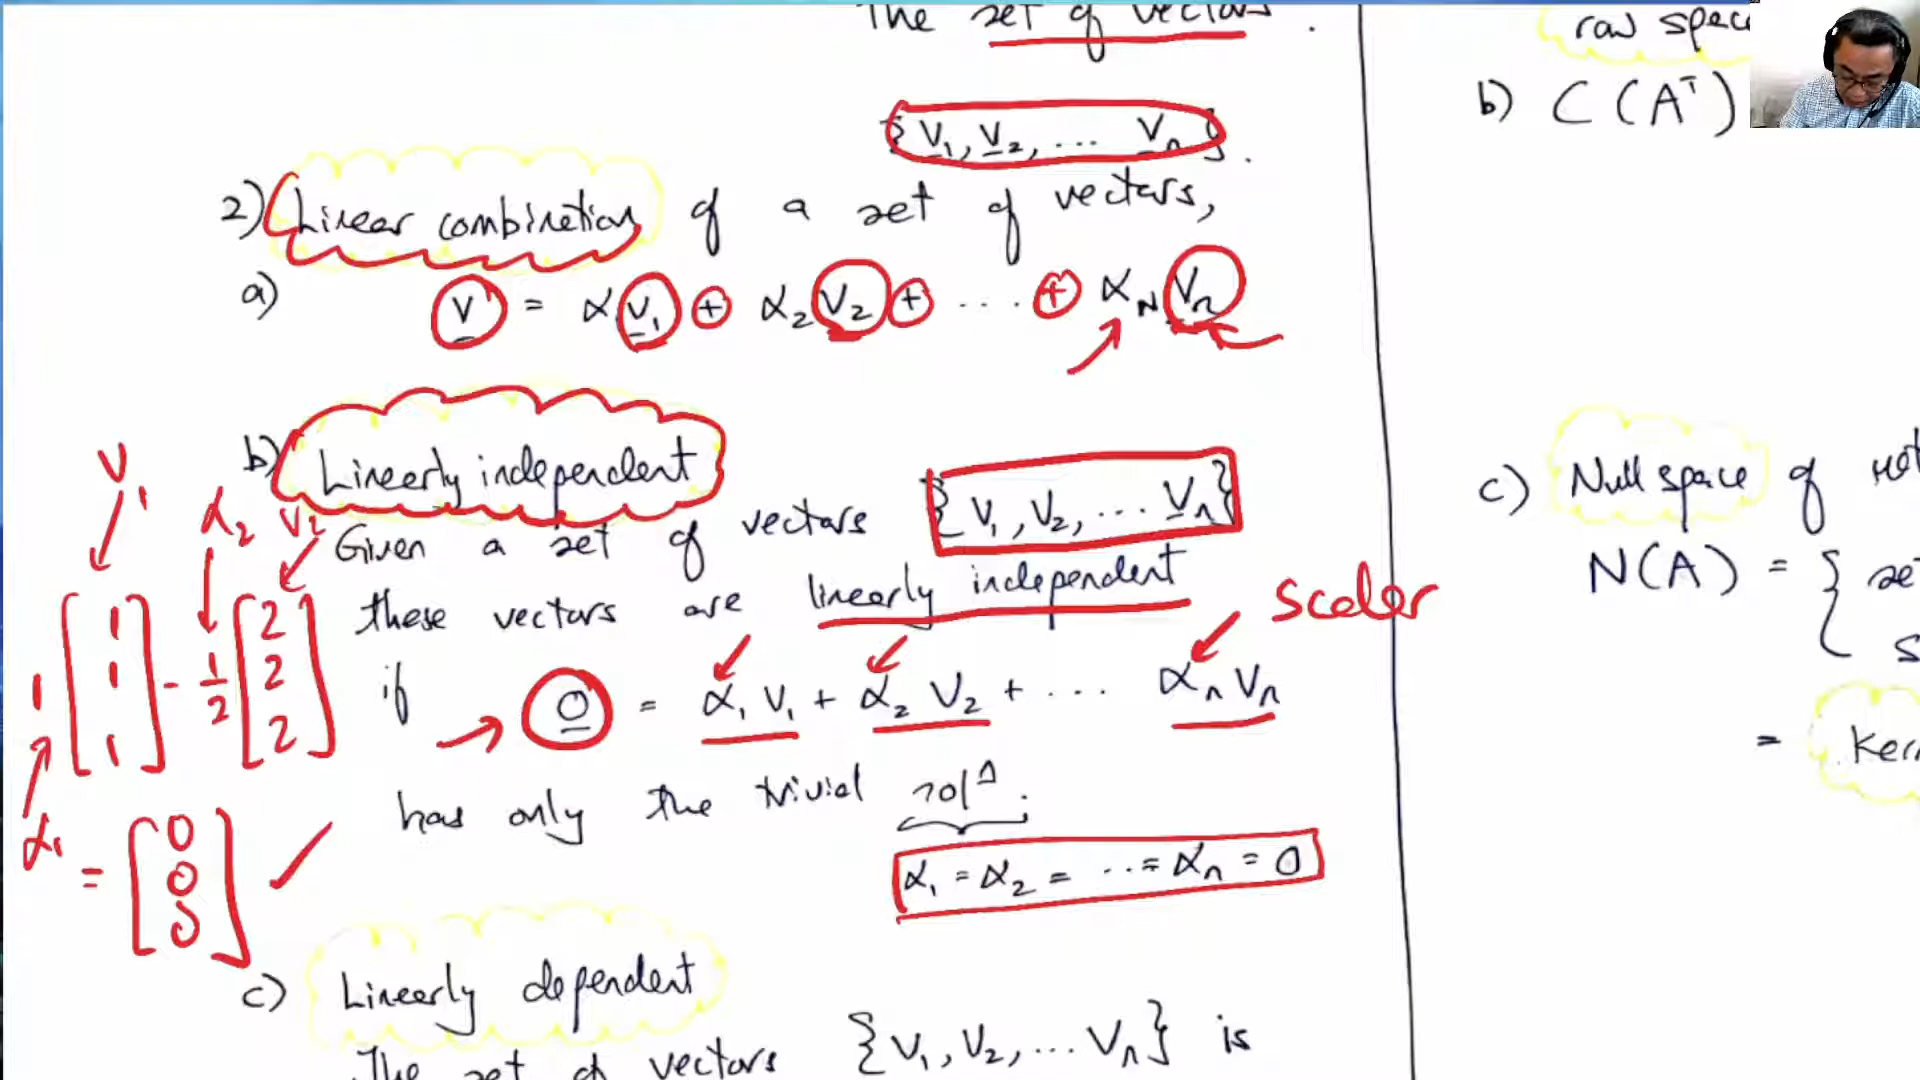 The set of vectors.
{V₁, V₂, ... Vₙ}.
2) Linear combination of a set of vectors,
a) V = α V₁ + α₂ V₂ + ... + α_N Vₙ
b) Linearly independent
Given a set of vectors { V₁, V₂, ... Vₙ}
these vectors are linearly independent
scaler
if 0 = α₁ V₁ + α₂ V₂ + ... αₙ Vₙ
has only the trivial solⁿ.
α₁ = α₂ = ... = αₙ = 0
V₁
α₂ V₂
1 [1 1 1] - 1/2 [2 2 2]
α₁
= [0 0 0] ✓
c) Linearly dependent
The set of vectors {V₁, V₂, ... Vₙ} is
row space
b) C (Aᵀ)
c) Null space of
N(A) = {
= Ker